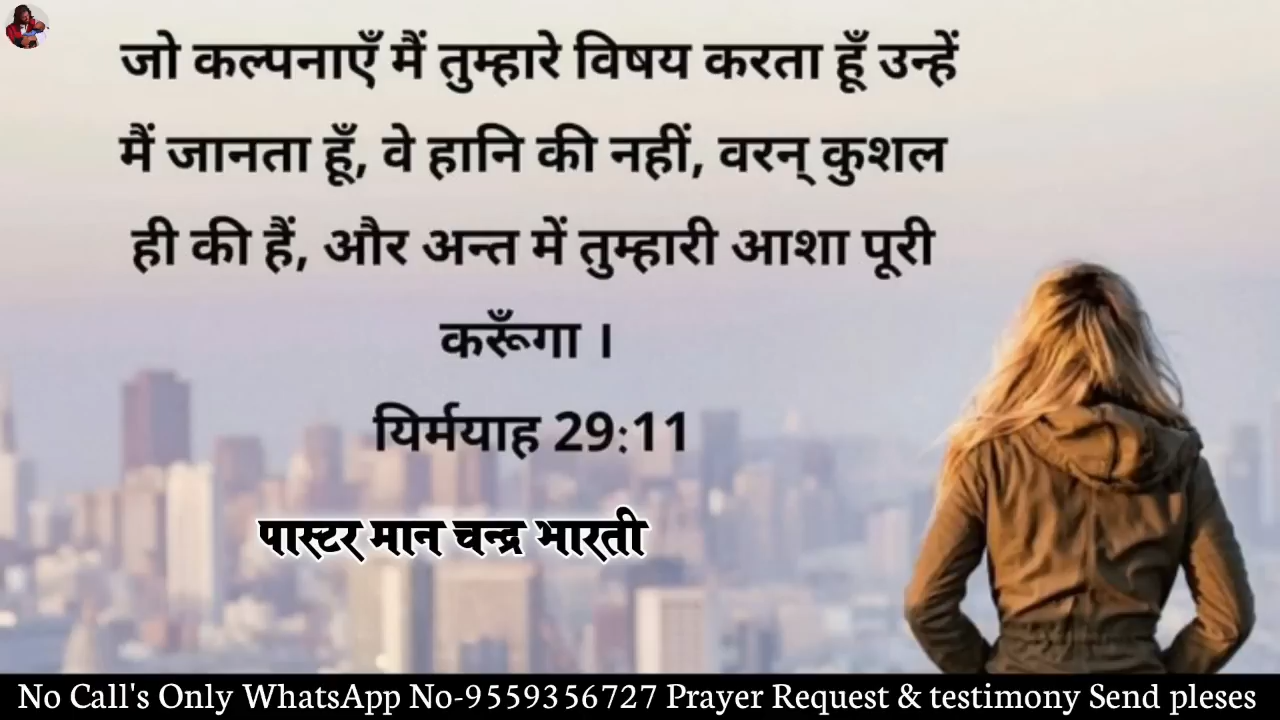 जो कल्पनाएँ मैं तुम्हारे विषय करता हूँ उन्हें
मैं जानता हूँ, वे हानि की नहीं, वरन् कुशल
ही की हैं, और अन्त में तुम्हारी आशा पूरी
करूँगा ।
यिर्मयाह 29:11
पास्टर मान चन्द्र भारती
No Call's Only WhatsApp No-9559356727 Prayer Request & testimony Send pleses